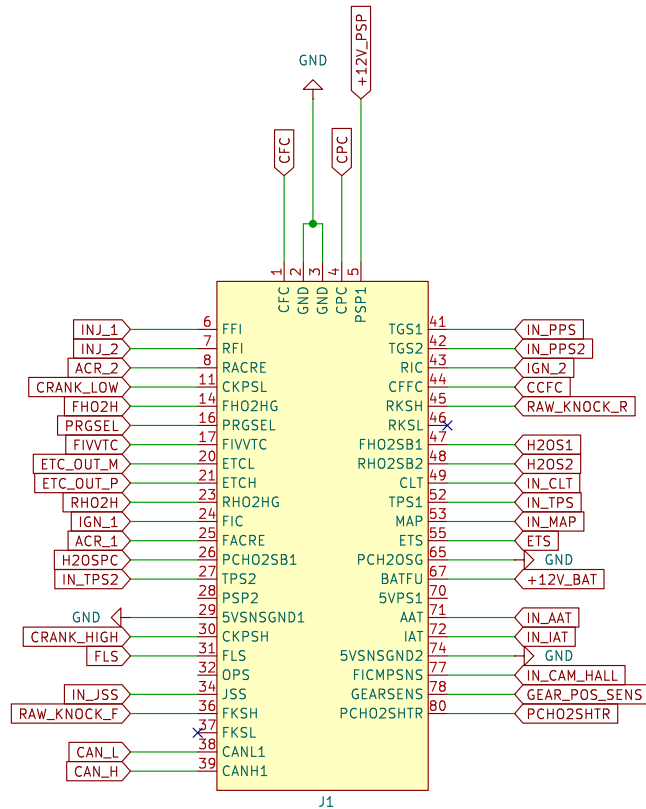 +12V_PSP
GND
CFC
CPC
1 2 3 4 5
CFC GND GND CPC PSP1
INJ_1 6 FFI TGS1 41 IN_PPS
INJ_2 7 RFI TGS2 42 IN_PPS2
ACR_2 8 RACRE RIC 43 IGN_2
CRANK_LOW 11 CKPSL CFFC 44 CCFC
FHO2H 14 FHO2HG RKSH 45 RAW_KNOCK_R
PRGSEL 16 PRGSEL RKSL 46
FIVVTC 17 FIVVTC FHO2SB1 47 H2OS1
ETC_OUT_M 20 ETCL RHO2SB2 48 H2OS2
ETC_OUT_P 21 ETCH CLT 49 IN_CLT
RHO2H 23 RHO2HG TPS1 52 IN_TPS
IGN_1 24 FIC MAP 53 IN_MAP
ACR_1 25 FACRE ETS 55 ETS
H2OSPC 26 PCHO2SB1 PCH2OSG 65 GND
IN_TPS2 27 TPS2 BATFU 67 +12V_BAT
28 PSP2 5VPS1 70
GND 29 5VSNSGND1 AAT 71 IN_AAT
CRANK_HIGH 30 CKPSH IAT 72 IN_IAT
FLS 31 FLS 5VSNSGND2 74 GND
32 OPS FICMPSNS 77 IN_CAM_HALL
IN_JSS 34 JSS GEARSENS 78 GEAR_POS_SENS
RAW_KNOCK_F 36 FKSH PCHO2SHTR 80 PCHO2SHTR
37 FKSL
CAN_L 38 CANL1
CAN_H 39 CANH1
J1